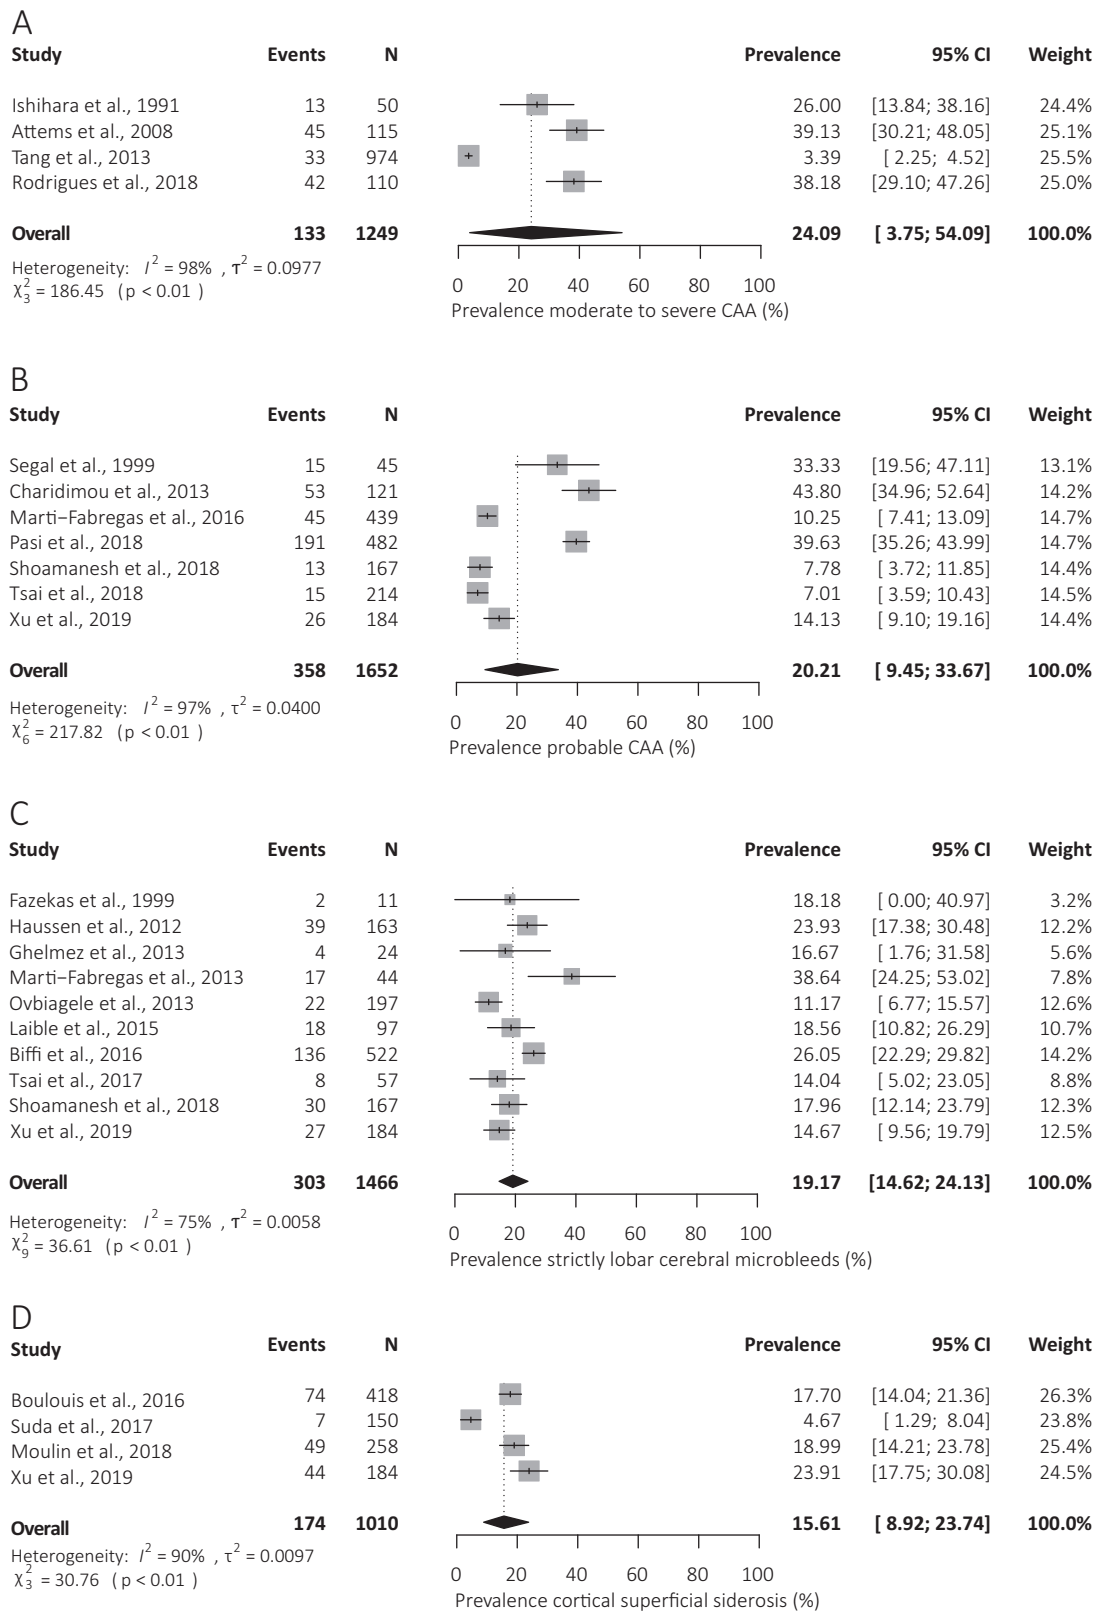 A
Study Events N Prevalence 95% CI Weight
Ishihara et al., 1991 13 50 26.00 [13.84; 38.16] 24.4%
Attems et al., 2008 45 115 39.13 [30.21; 48.05] 25.1%
Tang et al., 2013 33 974 3.39 [ 2.25; 4.52] 25.5%
Rodrigues et al., 2018 42 110 38.18 [29.10; 47.26] 25.0%
Overall 133 1249 24.09 [ 3.75; 54.09] 100.0%
Heterogeneity: I² = 98% , τ² = 0.0977
χ²₃ = 186.45 (p < 0.01 )
0 20 40 60 80 100
Prevalence moderate to severe CAA (%)
B
Study Events N Prevalence 95% CI Weight
Segal et al., 1999 15 45 33.33 [19.56; 47.11] 13.1%
Charidimou et al., 2013 53 121 43.80 [34.96; 52.64] 14.2%
Marti−Fabregas et al., 2016 45 439 10.25 [ 7.41; 13.09] 14.7%
Pasi et al., 2018 191 482 39.63 [35.26; 43.99] 14.7%
Shoamanesh et al., 2018 13 167 7.78 [ 3.72; 11.85] 14.4%
Tsai et al., 2018 15 214 7.01 [ 3.59; 10.43] 14.5%
Xu et al., 2019 26 184 14.13 [ 9.10; 19.16] 14.4%
Overall 358 1652 20.21 [ 9.45; 33.67] 100.0%
Heterogeneity: I² = 97% , τ² = 0.0400
χ²₆ = 217.82 (p < 0.01 )
0 20 40 60 80 100
Prevalence probable CAA (%)
C
Study Events N Prevalence 95% CI Weight
Fazekas et al., 1999 2 11 18.18 [ 0.00; 40.97] 3.2%
Haussen et al., 2012 39 163 23.93 [17.38; 30.48] 12.2%
Ghelmez et al., 2013 4 24 16.67 [ 1.76; 31.58] 5.6%
Marti−Fabregas et al., 2013 17 44 38.64 [24.25; 53.02] 7.8%
Ovbiagele et al., 2013 22 197 11.17 [ 6.77; 15.57] 12.6%
Laible et al., 2015 18 97 18.56 [10.82; 26.29] 10.7%
Biffi et al., 2016 136 522 26.05 [22.29; 29.82] 14.2%
Tsai et al., 2017 8 57 14.04 [ 5.02; 23.05] 8.8%
Shoamanesh et al., 2018 30 167 17.96 [12.14; 23.79] 12.3%
Xu et al., 2019 27 184 14.67 [ 9.56; 19.79] 12.5%
Overall 303 1466 19.17 [14.62; 24.13] 100.0%
Heterogeneity: I² = 75% , τ² = 0.0058
χ²₉ = 36.61 (p < 0.01 )
0 20 40 60 80 100
Prevalence strictly lobar cerebral microbleeds (%)
D
Study Events N Prevalence 95% CI Weight
Boulouis et al., 2016 74 418 17.70 [14.04; 21.36] 26.3%
Suda et al., 2017 7 150 4.67 [ 1.29; 8.04] 23.8%
Moulin et al., 2018 49 258 18.99 [14.21; 23.78] 25.4%
Xu et al., 2019 44 184 23.91 [17.75; 30.08] 24.5%
Overall 174 1010 15.61 [ 8.92; 23.74] 100.0%
Heterogeneity: I² = 90% , τ² = 0.0097
χ²₃ = 30.76 (p < 0.01 )
0 20 40 60 80 100
Prevalence cortical superficial siderosis (%)